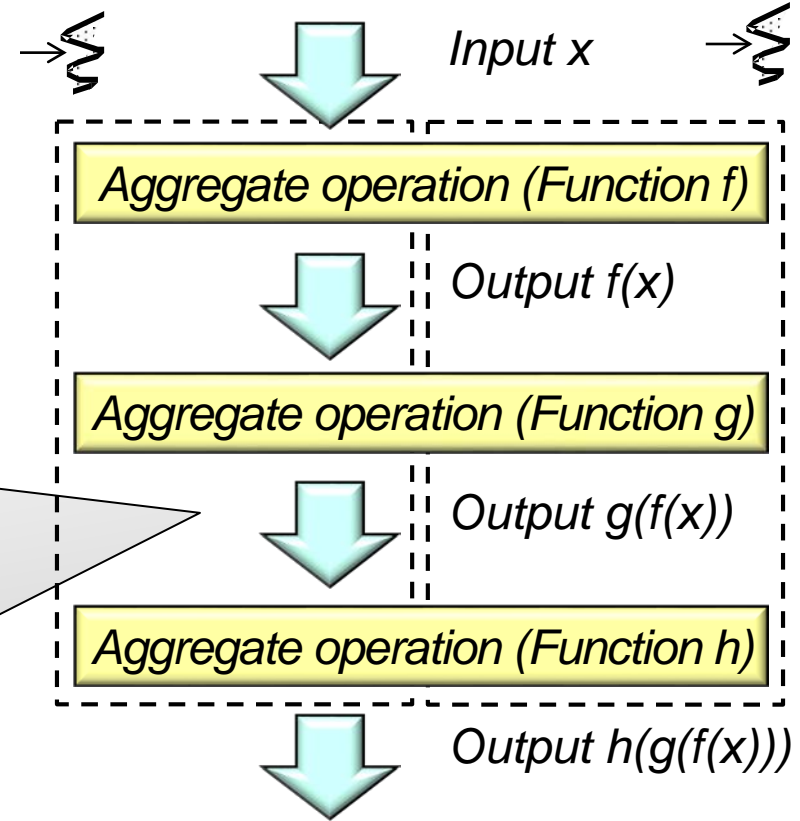 Input x
Aggregate operation (Function f)
Output f(x)
Aggregate operation (Function g)
Output g(f(x))
Aggregate operation (Function h)
Output h(g(f(x)))